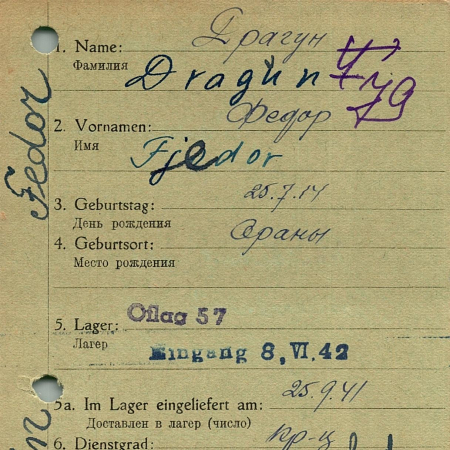 Драгун
1. Name:
Фамилия
Dragun
Федор
2. Vornamen:
Имя
Fjedor
Fedor
3. Geburtstag: 25.7.14
День рождения
4. Geburtsort: Ораны
Место рождения
5. Lager: Oflag 57
Лагер
Eingang 8. VI. 42
5a. Im Lager eingeliefert am: 25.9.41
Доставлен в лагер (число)
6. Dienstgrad: кр-ц